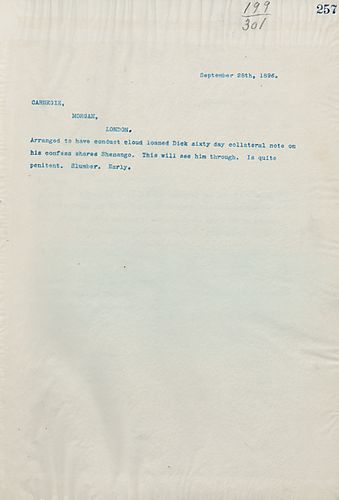 199
301
257
September 28th, 1896.
CARNEGIE,
MORGAN,
LONDON,
Arranged to have conduct cloud loaned Dick sixty day collateral note on
his confess shared Shenango. This will see him through. Is quite
penitent. Slumber. Early.